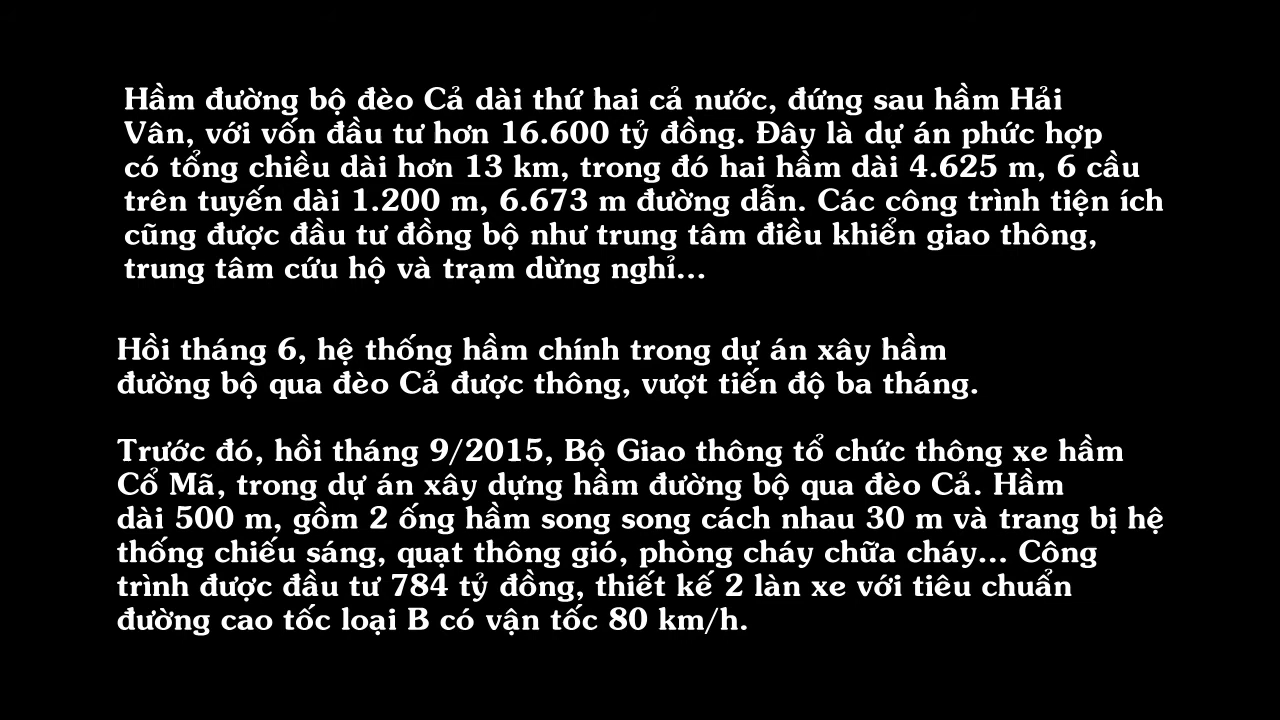 Hầm đường bộ đèo Cả dài thứ hai cả nước, đứng sau hầm Hải
Vân, với vốn đầu tư hơn 16.600 tỷ đồng. Đây là dự án phức hợp
có tổng chiều dài hơn 13 km, trong đó hai hầm dài 4.625 m, 6 cầu
trên tuyến dài 1.200 m, 6.673 m đường dẫn. Các công trình tiện ích
cũng được đầu tư đồng bộ như trung tâm điều khiển giao thông,
trung tâm cứu hộ và trạm dừng nghỉ...
Hồi tháng 6, hệ thống hầm chính trong dự án xây hầm
đường bộ qua đèo Cả được thông, vượt tiến độ ba tháng.
Trước đó, hồi tháng 9/2015, Bộ Giao thông tổ chức thông xe hầm
Cổ Mã, trong dự án xây dựng hầm đường bộ qua đèo Cả. Hầm
dài 500 m, gồm 2 ống hầm song song cách nhau 30 m và trang bị hệ
thống chiếu sáng, quạt thông gió, phòng cháy chữa cháy... Công
trình được đầu tư 784 tỷ đồng, thiết kế 2 làn xe với tiêu chuẩn
đường cao tốc loại B có vận tốc 80 km/h.